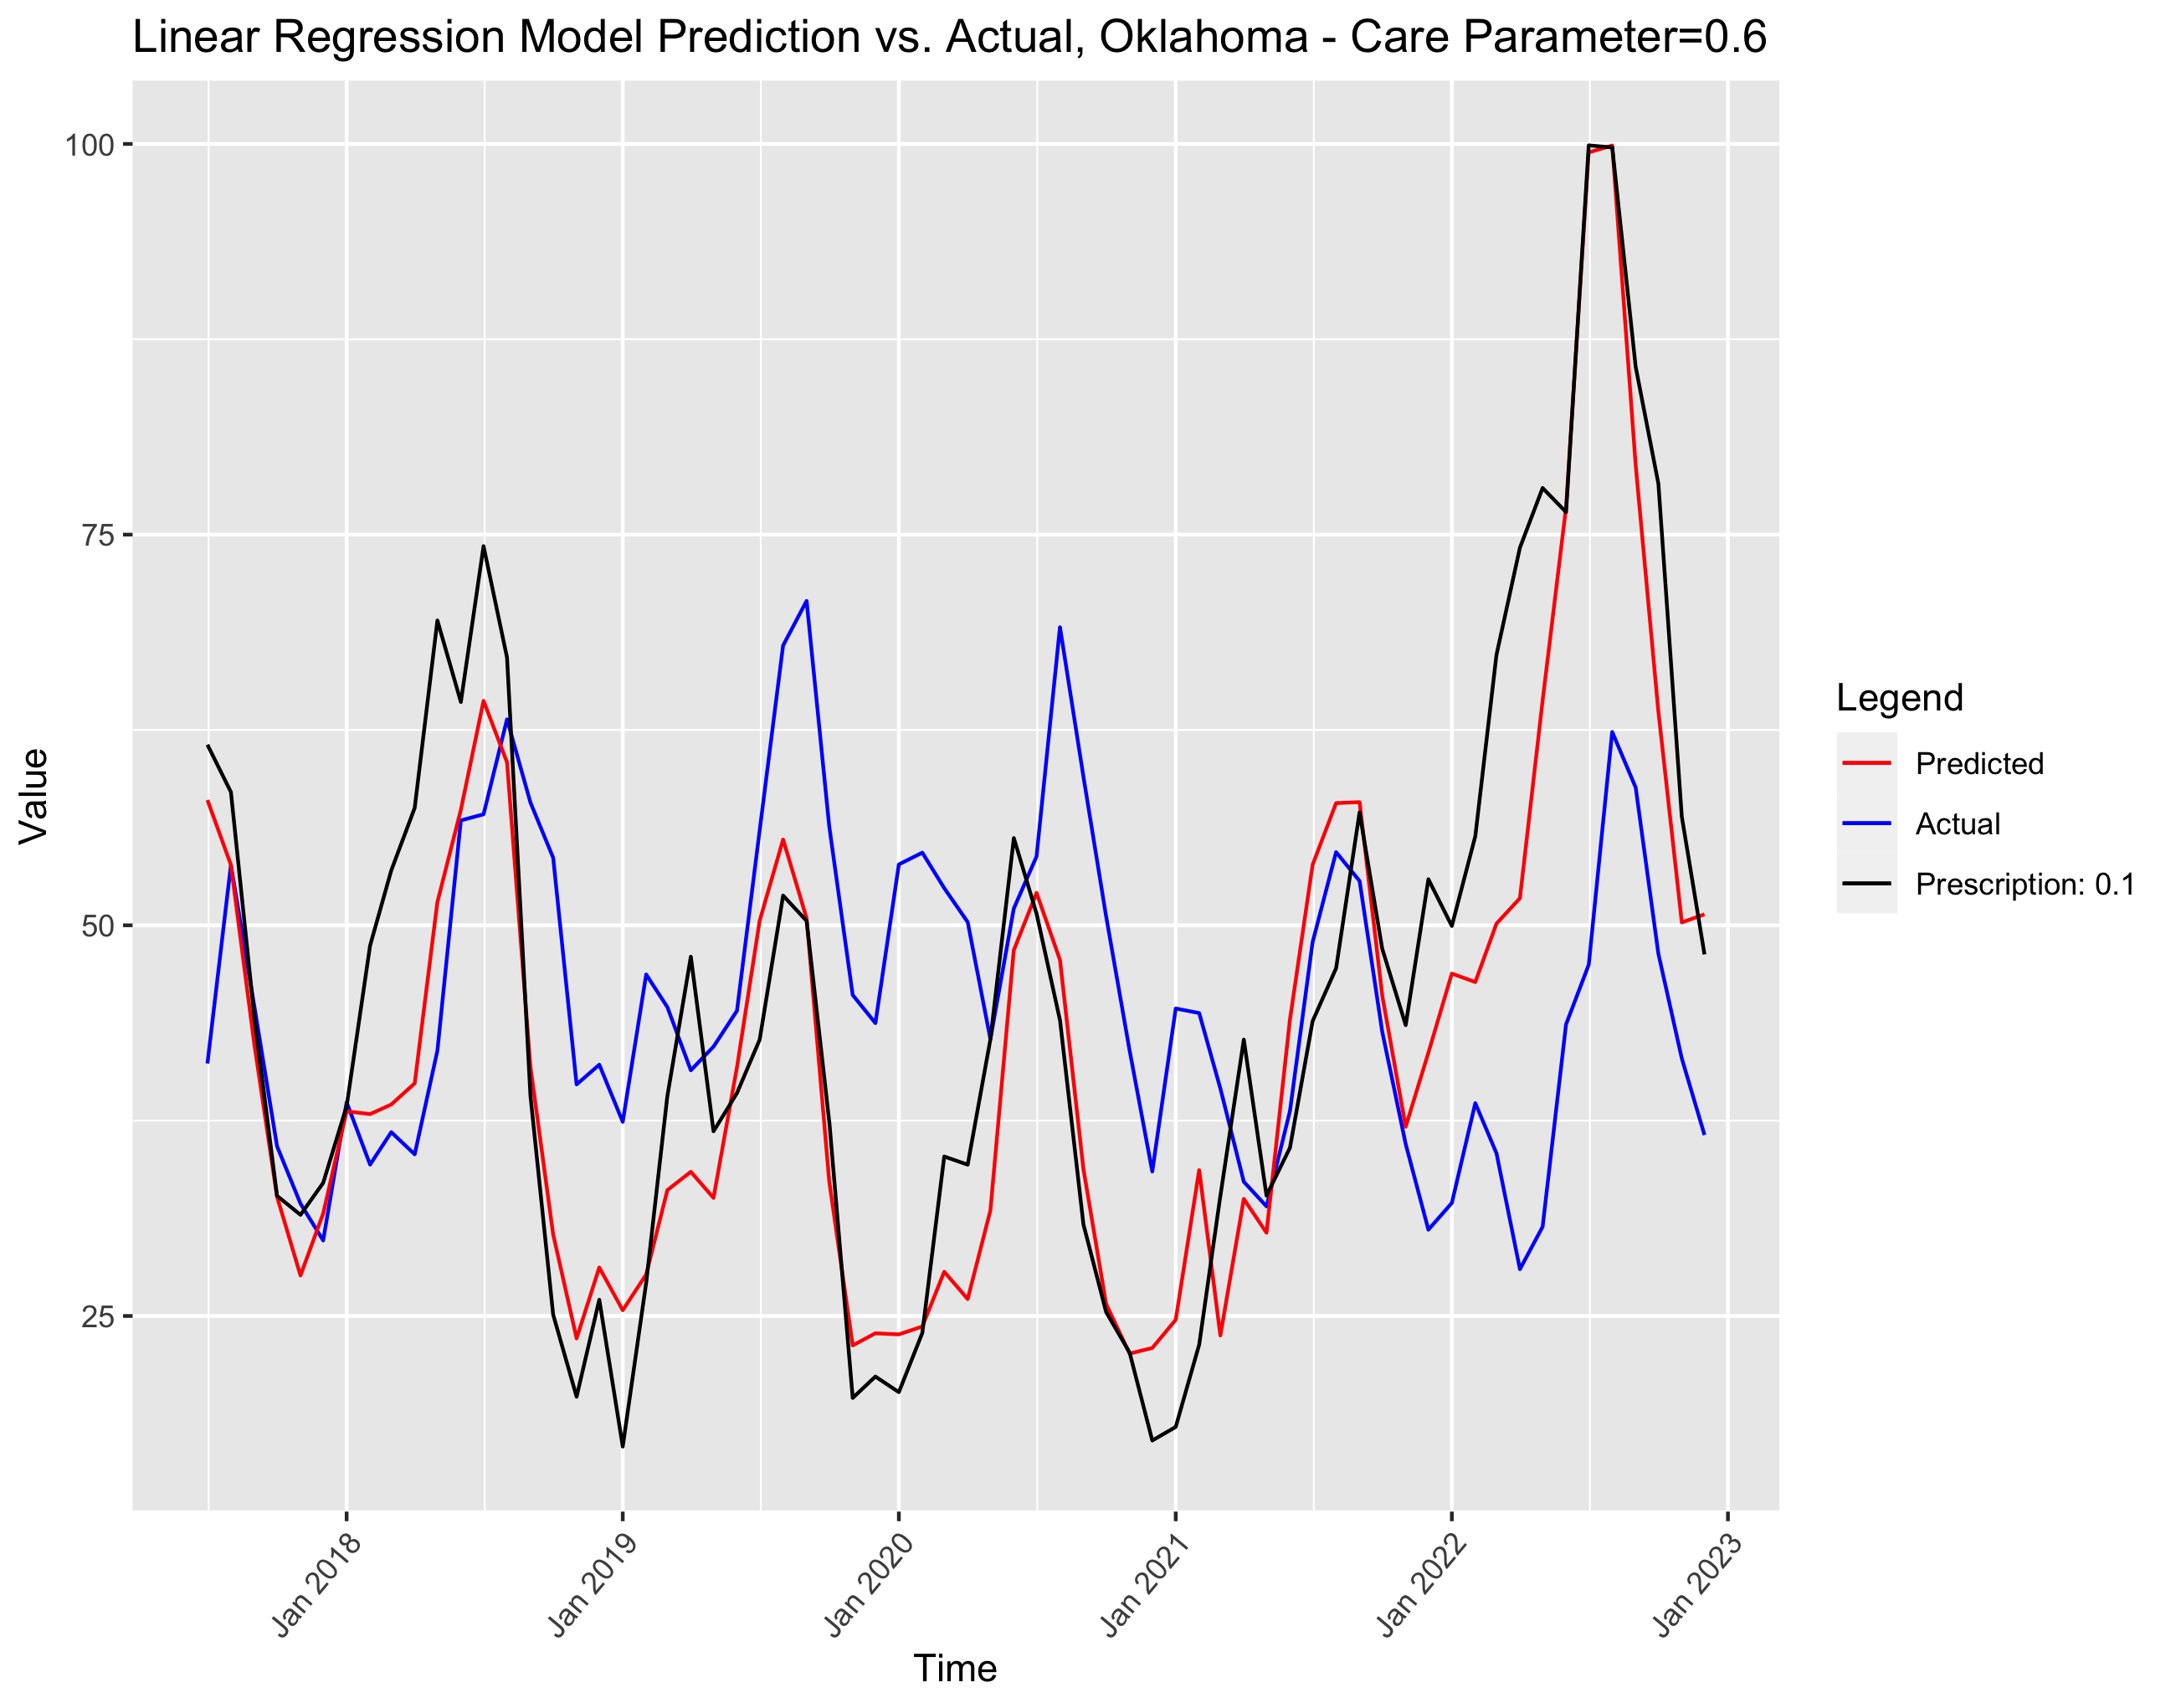 Linear Regression Model Prediction vs. Actual, Oklahoma - Care Parameter=0.6
100
75
50
25
Value
Jan 2018
Jan 2019
Jan 2020
Jan 2021
Jan 2022
Jan 2023
Time
Legend
Predicted
Actual
Prescription: 0.1